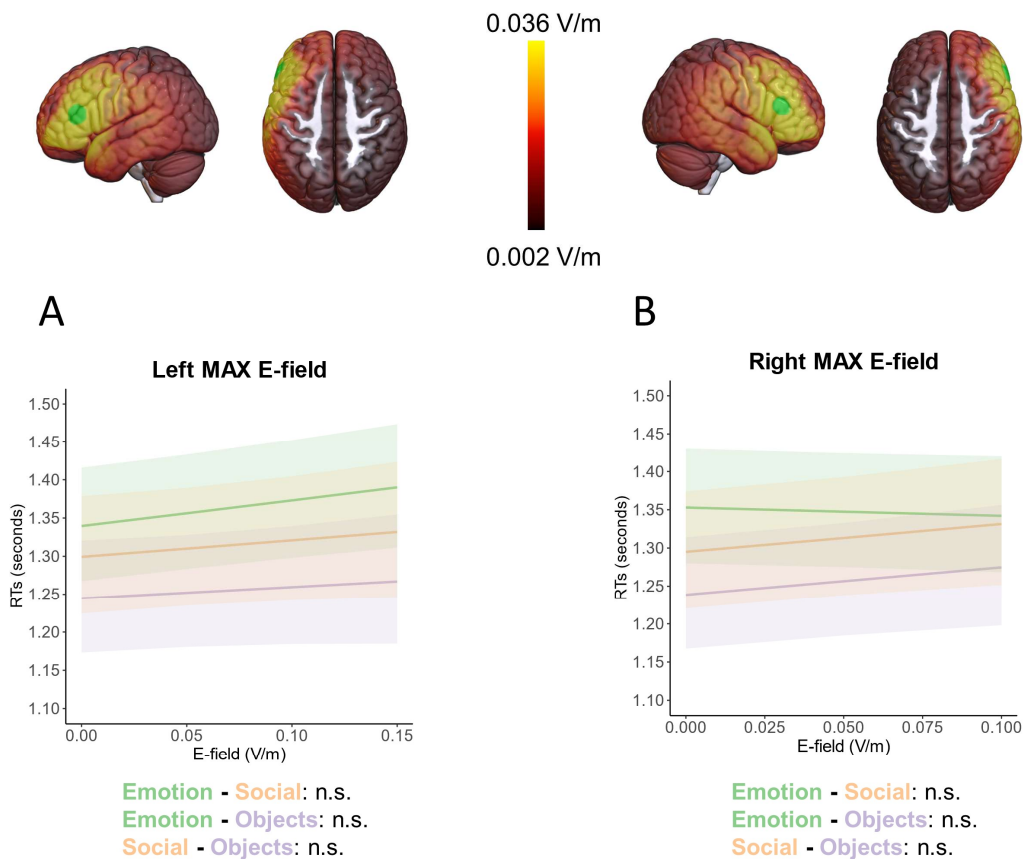 0.036 V/m
0.002 V/m
A
Left MAX E-field
RTs (seconds)
1.50
1.45
1.40
1.35
1.30
1.25
1.20
1.15
1.10
0.00 0.05 0.10 0.15
E-field (V/m)
Emotion - Social: n.s.
Emotion - Objects: n.s.
Social - Objects: n.s.
B
Right MAX E-field
RTs (seconds)
1.50
1.45
1.40
1.35
1.30
1.25
1.20
1.15
1.10
0.000 0.025 0.050 0.075 0.100
E-field (V/m)
Emotion - Social: n.s.
Emotion - Objects: n.s.
Social - Objects: n.s.